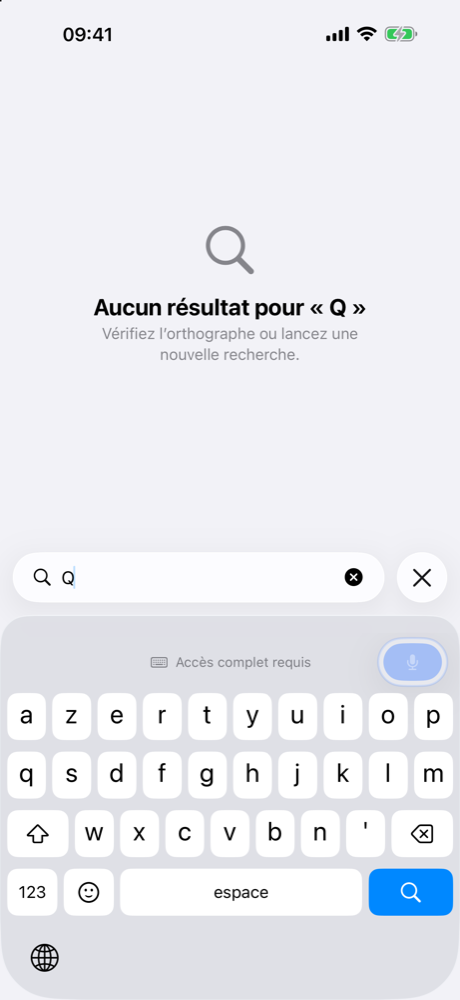 09:41
Aucun résultat pour « Q »
Vérifiez l’orthographe ou lancez une
nouvelle recherche.
Q
Accès complet requis
a z e r t y u i o p
q s d f g h j k l m
w x c v b n '
123 espace